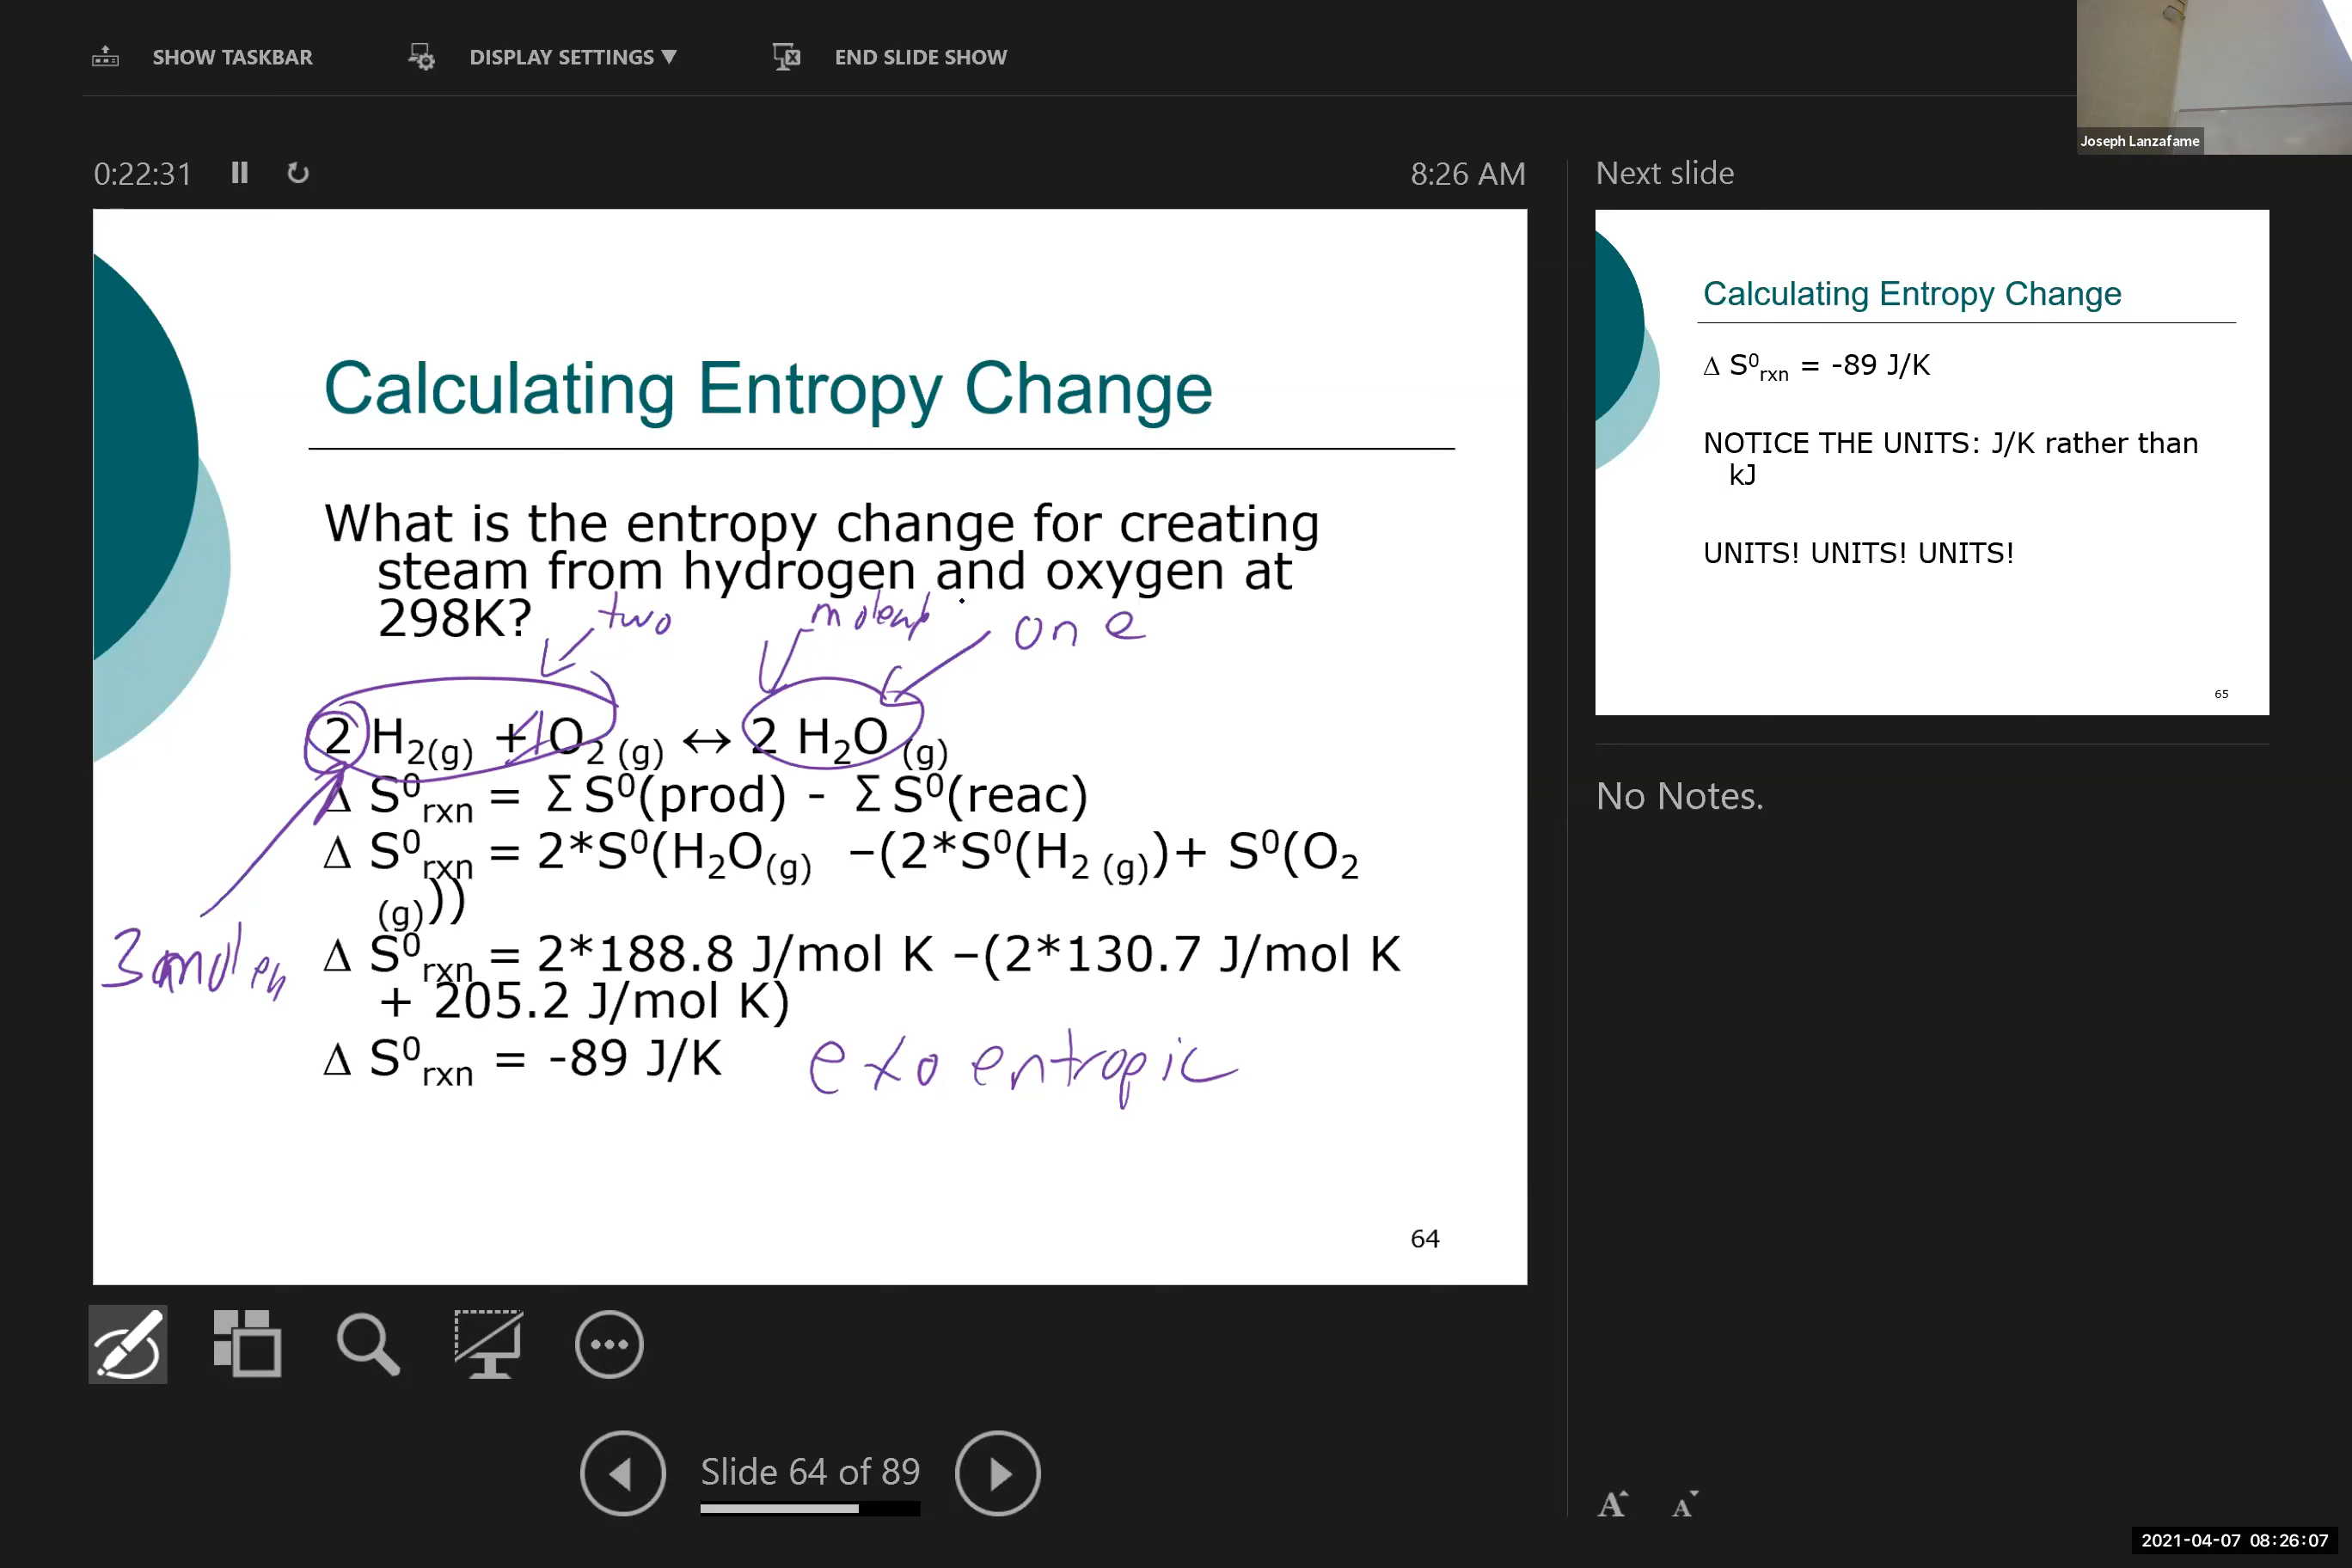 SHOW TASKBAR DISPLAY SETTINGS ▼ END SLIDE SHOW
Joseph Lanzafame
0:22:31 8:26 AM
Calculating Entropy Change
What is the entropy change for creating
steam from hydrogen and oxygen at
298K?
two
one
2 H2(g) + 1 O2 (g) ↔ 2 H2O (g)
Δ S⁰rxn = Σ S⁰(prod) - Σ S⁰(reac)
Δ S⁰rxn = 2*S⁰(H2O(g) –(2*S⁰(H2 (g))+ S⁰(O2
(g)))
3
Δ S⁰rxn = 2*188.8 J/mol K –(2*130.7 J/mol K
+ 205.2 J/mol K)
Δ S⁰rxn = -89 J/K
exo entropic
64
Slide 64 of 89
Next slide
Calculating Entropy Change
Δ S⁰rxn = -89 J/K
NOTICE THE UNITS: J/K rather than
kJ
UNITS! UNITS! UNITS!
65
No Notes.
A A
2021-04-07 08:26:07